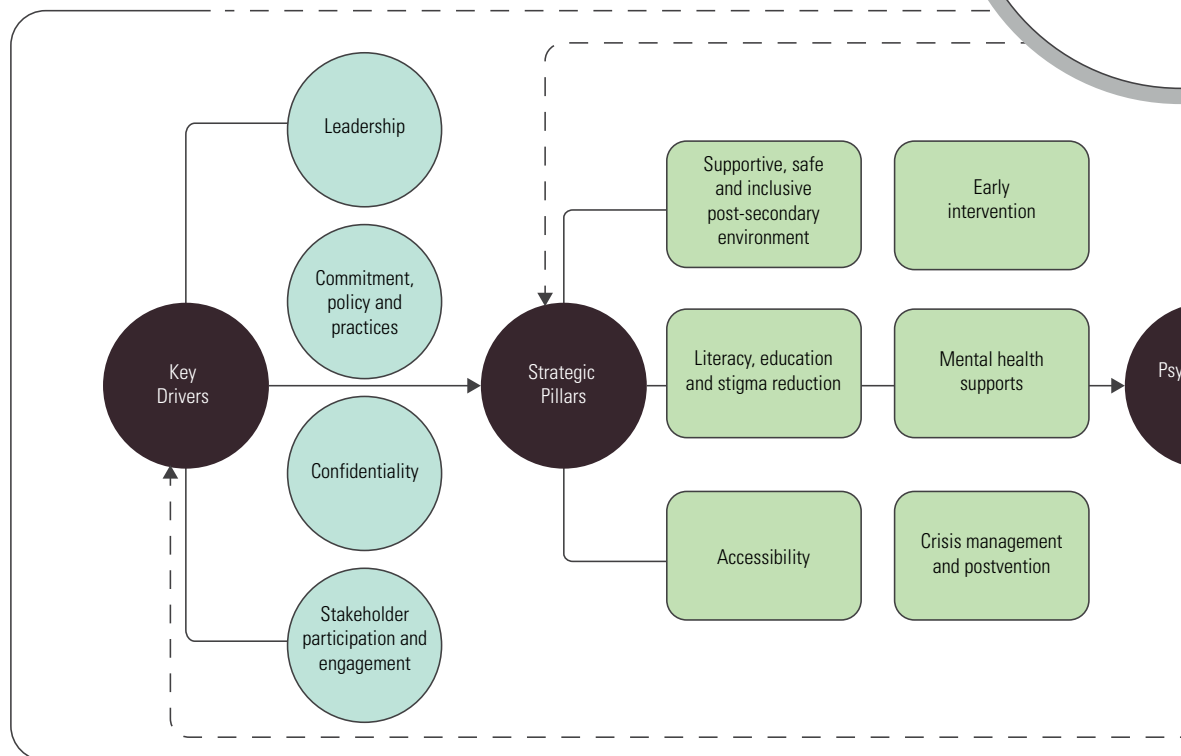 Leadership
Commitment,
policy and
practices
Key
Drivers
Confidentiality
Stakeholder
participation and
engagement
Strategic
Pillars
Supportive, safe
and inclusive
post-secondary
environment
Early
intervention
Literacy, education
and stigma reduction
Mental health
supports
Accessibility
Crisis management
and postvention